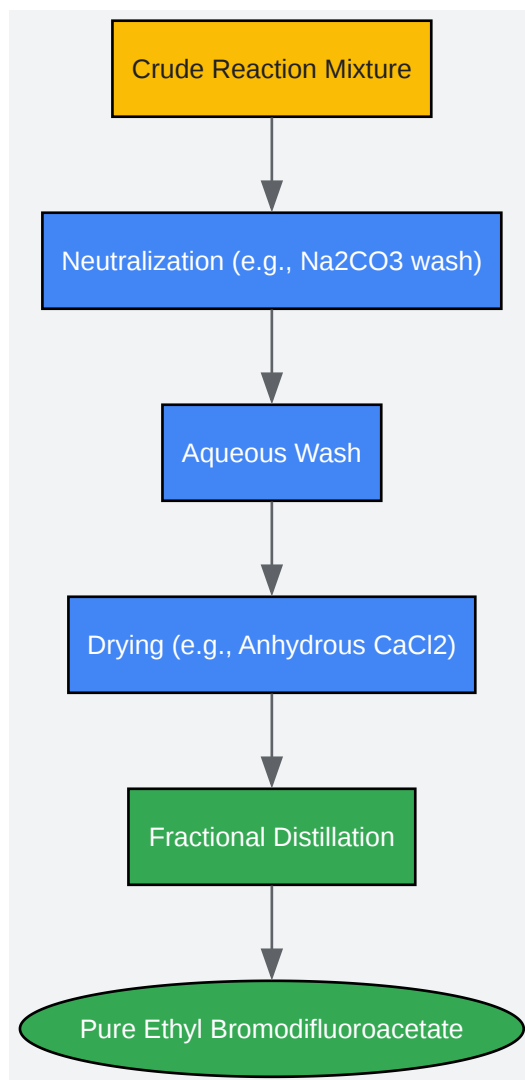 Crude Reaction Mixture
Neutralization (e.g., Na2CO3 wash)
Aqueous Wash
Drying (e.g., Anhydrous CaCl2)
Fractional Distillation
Pure Ethyl Bromodifluoroacetate